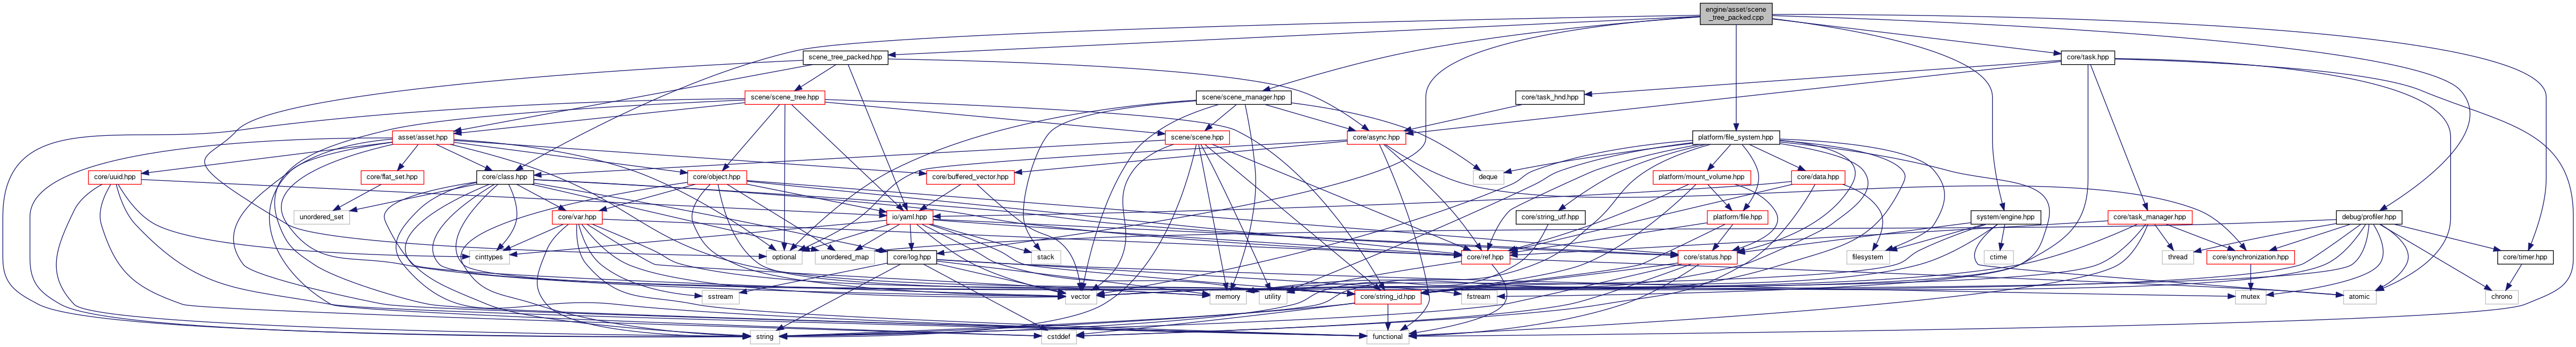 engine/asset/scene
_tree_packed.cpp
scene_tree_packed.hpp
core/task.hpp
scene/scene_tree.hpp
scene/scene_manager.hpp
core/task_hnd.hpp
asset/asset.hpp
scene/scene.hpp
core/async.hpp
platform/file_system.hpp
core/uuid.hpp
core/flat_set.hpp
core/class.hpp
core/object.hpp
core/buffered_vector.hpp
deque
platform/mount_volume.hpp
core/data.hpp
unordered_set
core/var.hpp
io/yaml.hpp
core/string_utf.hpp
platform/file.hpp
system/engine.hpp
core/task_manager.hpp
debug/profiler.hpp
cinttypes
optional
unordered_map
core/log.hpp
stack
core/ref.hpp
core/status.hpp
filesystem
ctime
thread
core/synchronization.hpp
core/timer.hpp
sstream
vector
memory
utility
core/string_id.hpp
fstream
mutex
atomic
chrono
string
cstddef
functional